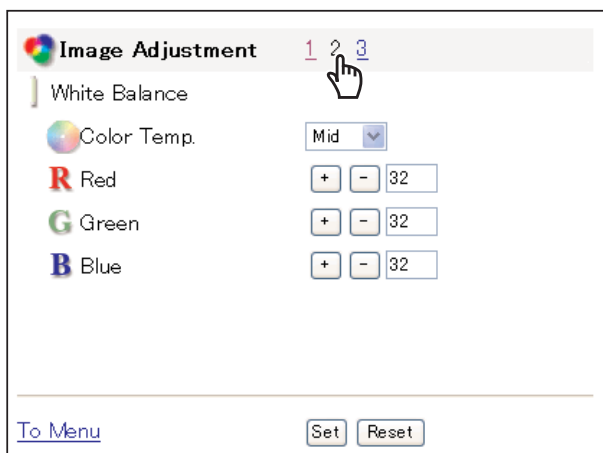 Image Adjustment 1 2 3
White Balance
Color Temp. Mid
R Red + - 32
G Green + - 32
B Blue + - 32
To Menu Set Reset